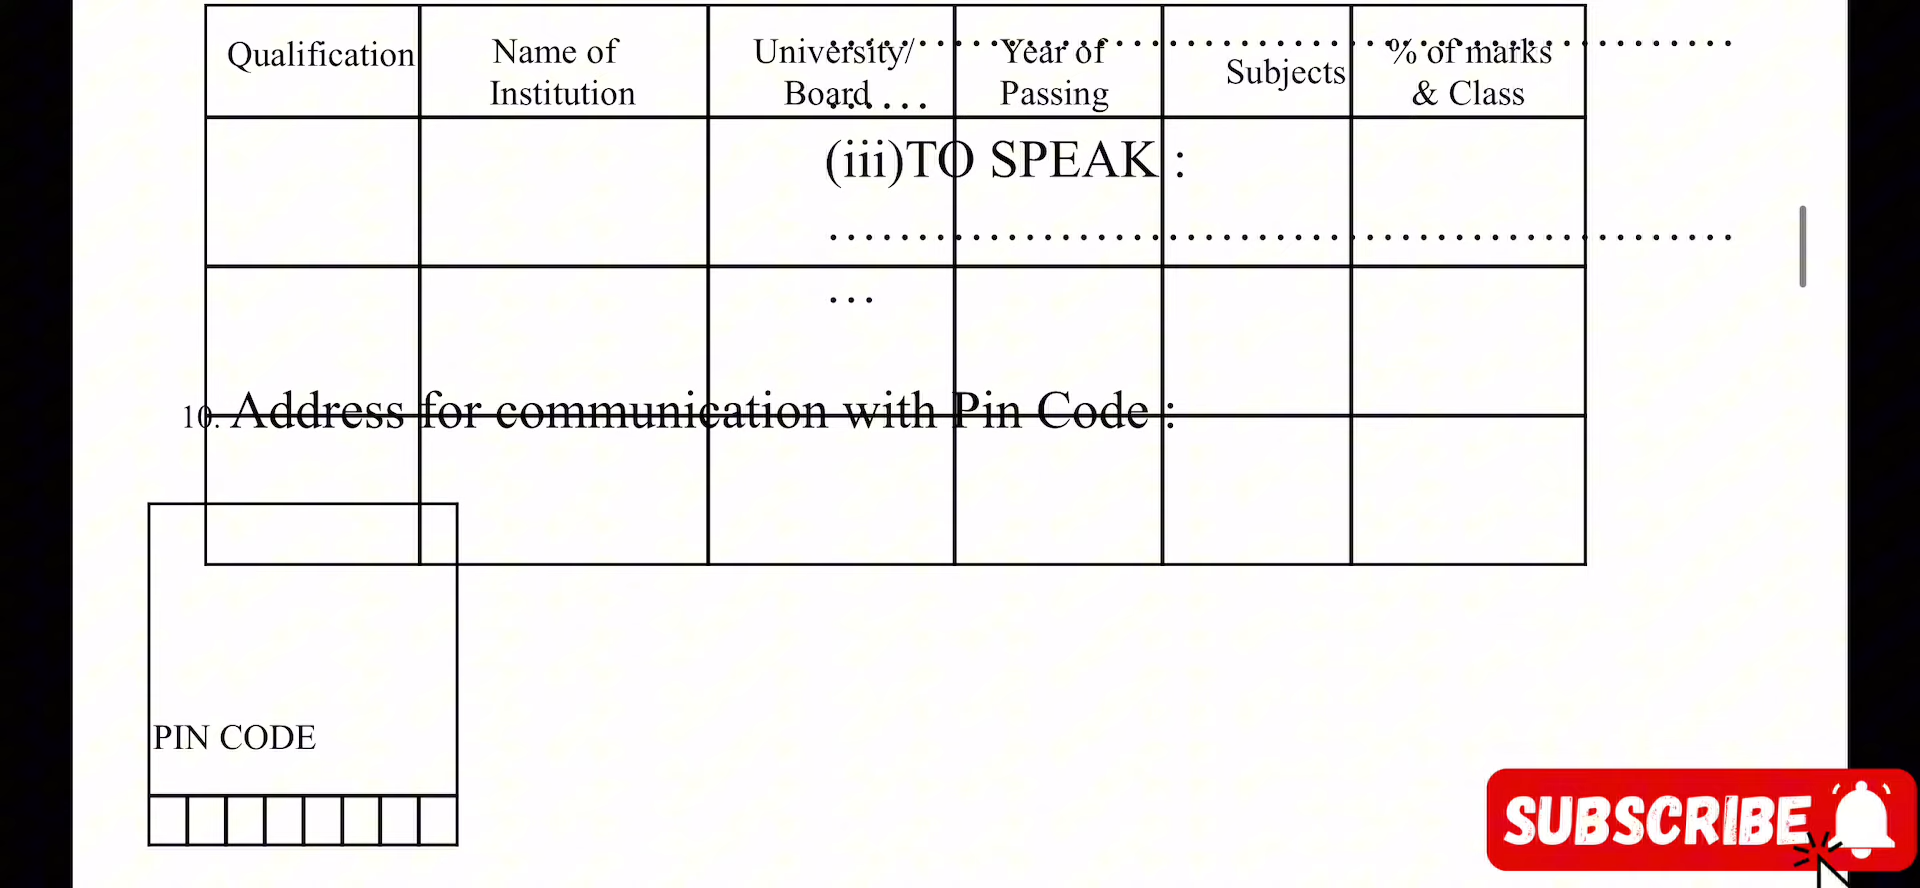 Qualification
Name of
Institution
University/
Board
Year of
Passing
Subjects
% of marks
& Class
....................................................
......
(iii)TO SPEAK :
....................................................
...
10. Address for communication with Pin Code :
PIN CODE
SUBSCRIBE